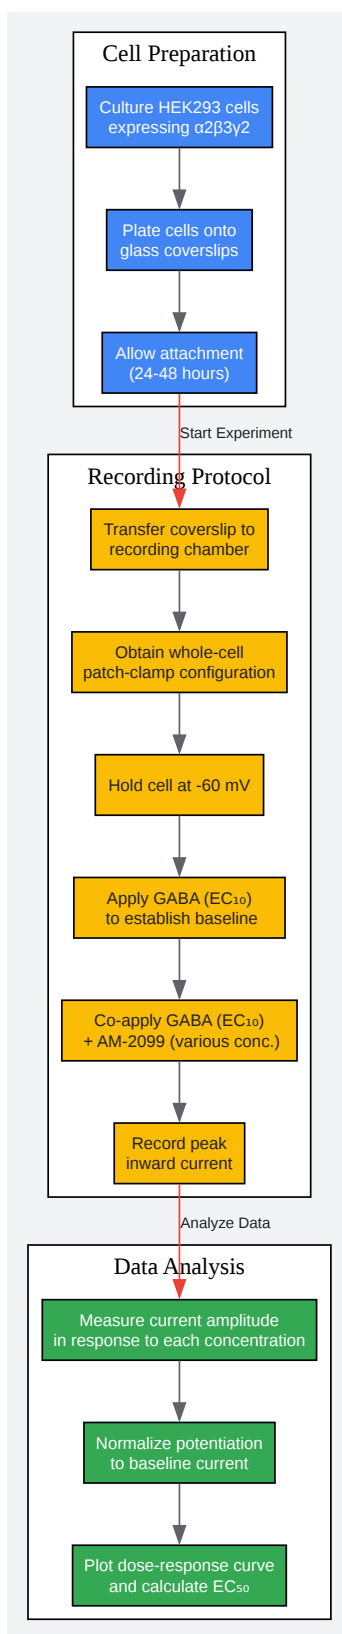 Cell Preparation
Culture HEK293 cells
expressing α2β3γ2
Plate cells onto
glass coverslips
Allow attachment
(24-48 hours)
Start Experiment
Recording Protocol
Transfer coverslip to
recording chamber
Obtain whole-cell
patch-clamp configuration
Hold cell at -60 mV
Apply GABA (EC₁₀)
to establish baseline
Co-apply GABA (EC₁₀)
+ AM-2099 (various conc.)
Record peak
inward current
Analyze Data
Data Analysis
Measure current amplitude
in response to each concentration
Normalize potentiation
to baseline current
Plot dose-response curve
and calculate EC₅₀